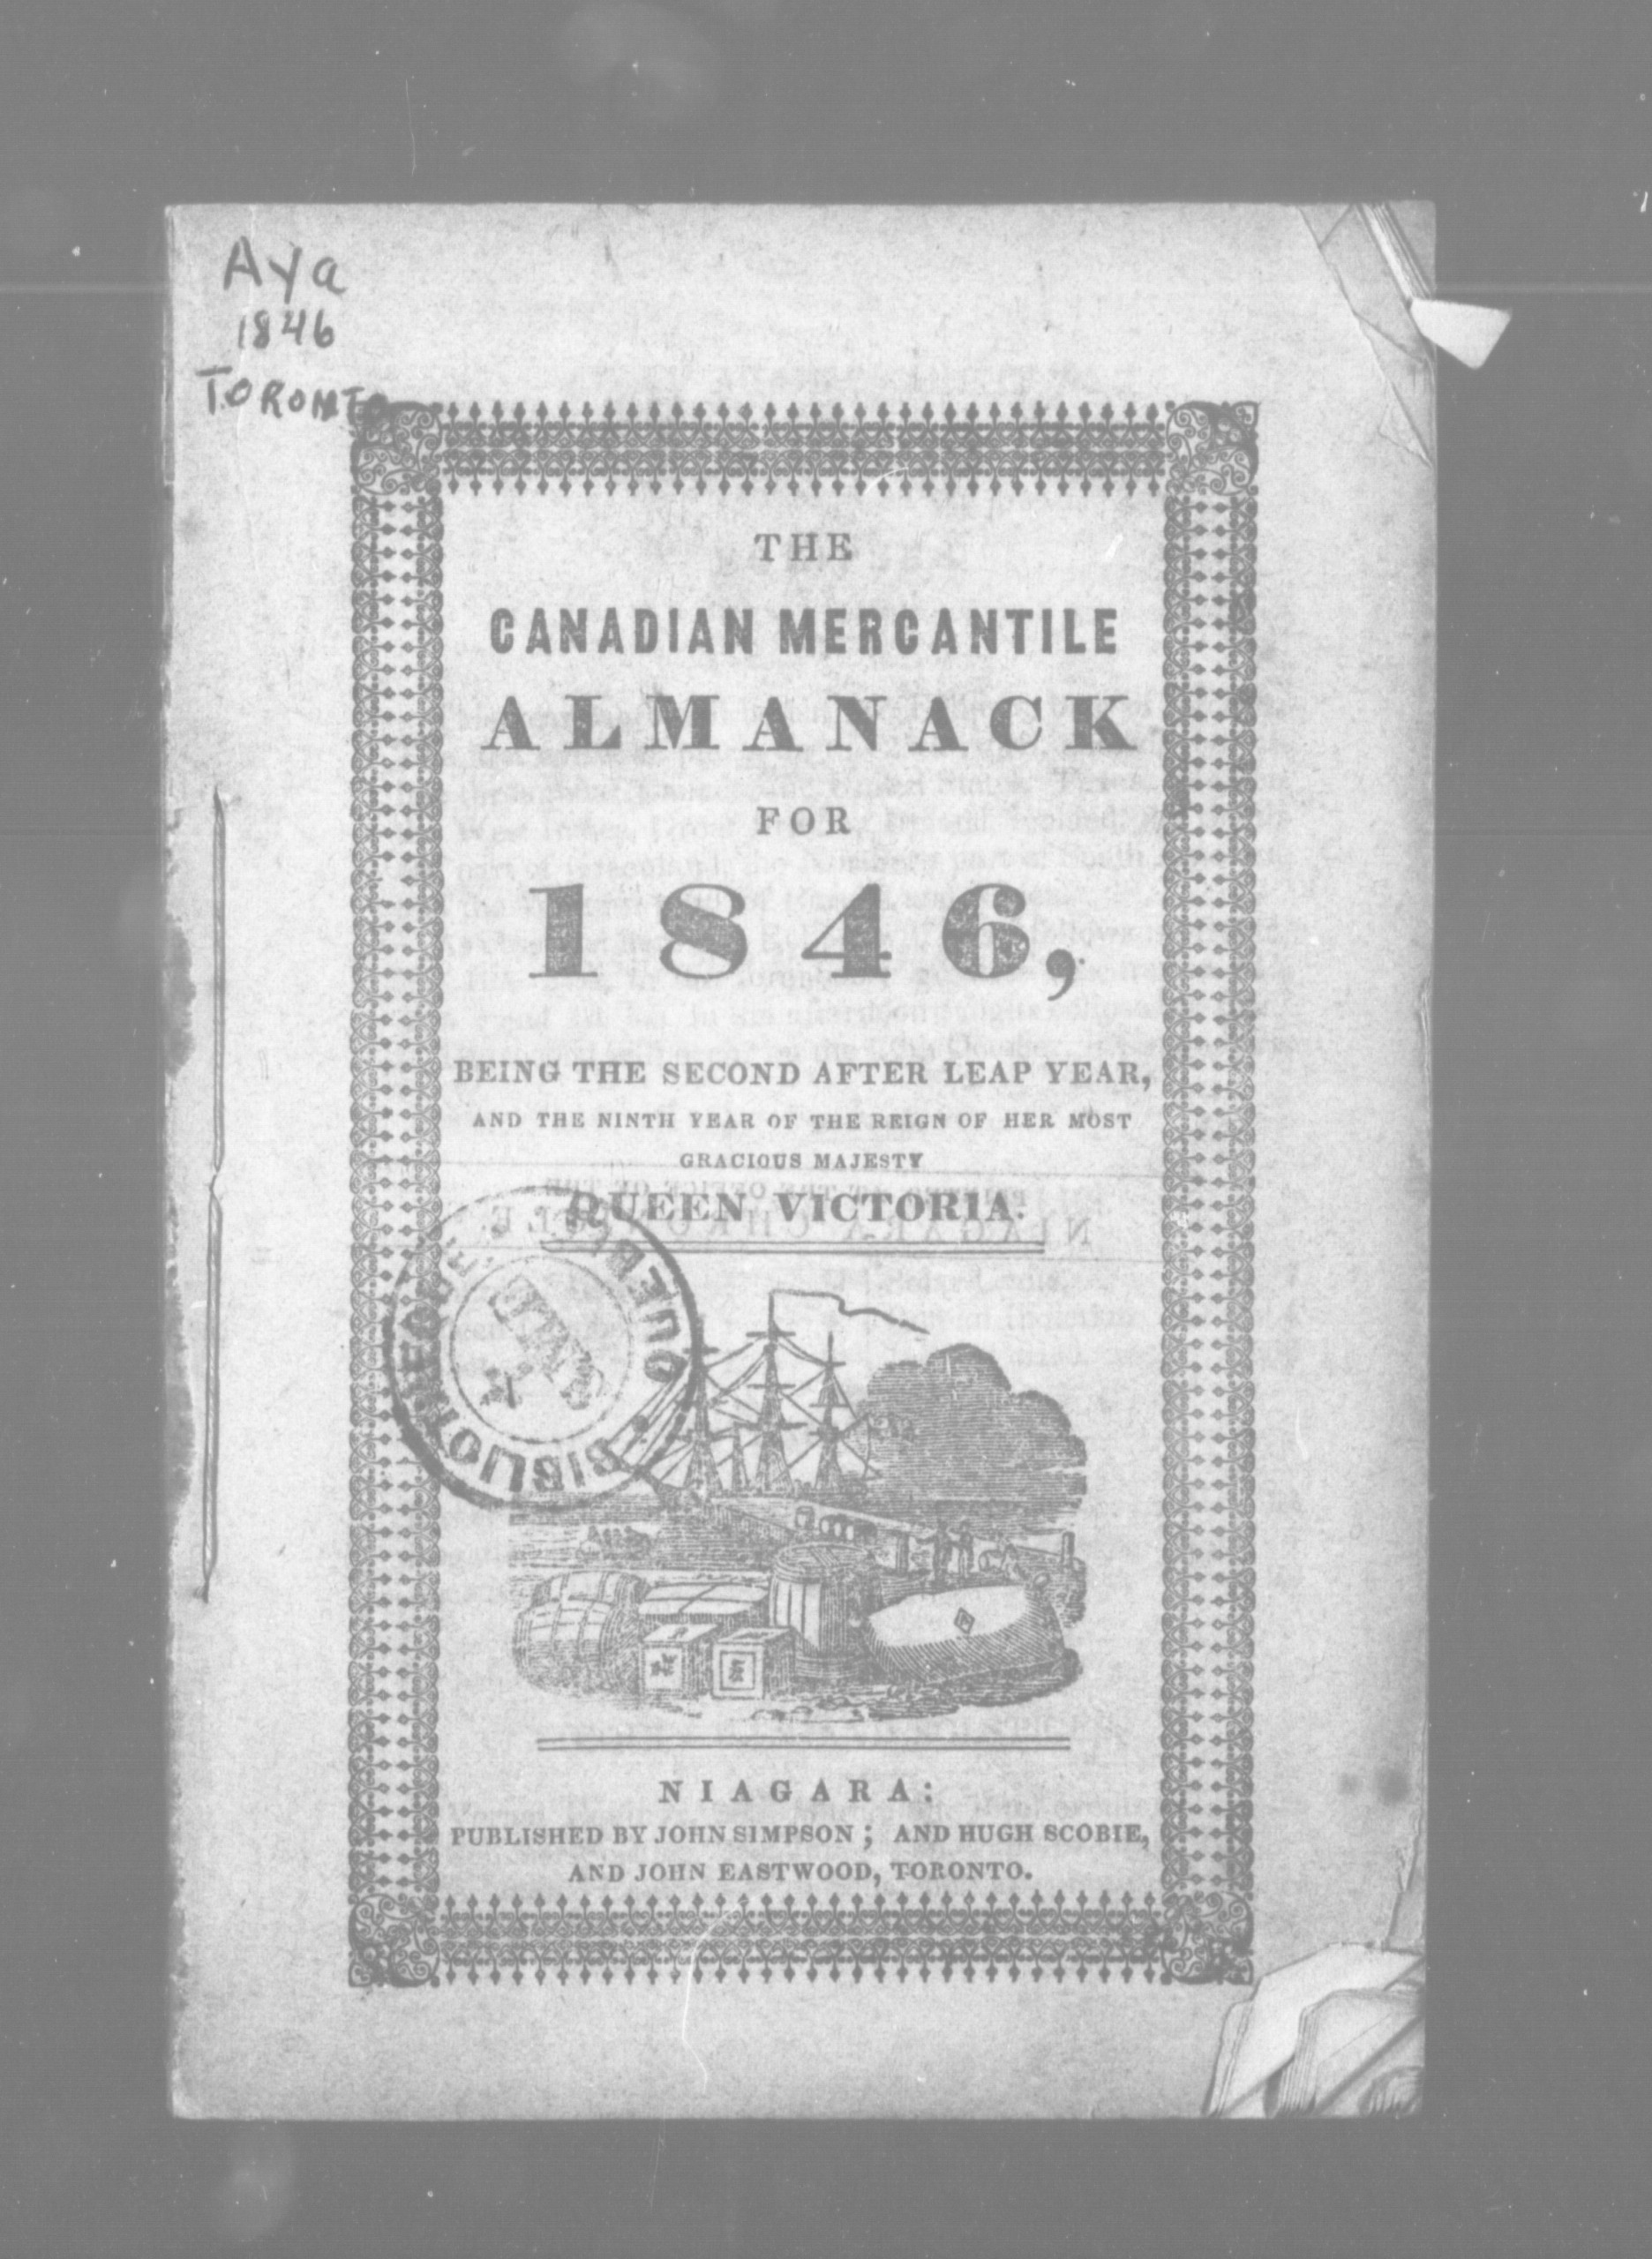 Aya
1846
TORONTO
THE
CANADIAN MERCANTILE
ALMANACK
FOR
1846,
BEING THE SECOND AFTER LEAP YEAR,
AND THE NINTH YEAR OF THE REIGN OF HER MOST
GRACIOUS MAJESTY
QUEEN VICTORIA.
NIAGARA:
PUBLISHED BY JOHN SIMPSON; AND HUGH SCOBIE,
AND JOHN EASTWOOD, TORONTO.